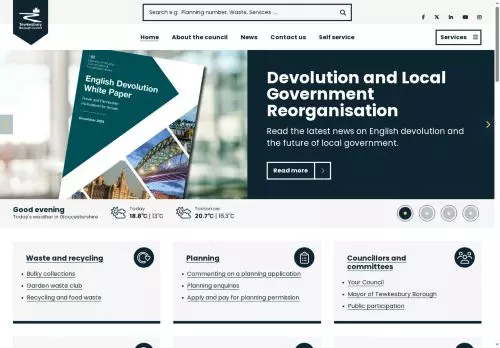 Search e.g: Planning number, Waste, Services ...
Tewkesbury
Borough Council
Home
About the council
News
Contact us
Self service
Services
English Devolution
White Paper
Power and Partnership:
Foundations for Growth
December 2024
Devolution and Local
Government
Reorganisation
Read the latest news on English devolution and
the future of local government.
Read more
Good evening
Today's weather in Gloucestershire
Today
18.8°C | 13°C
Tomorrow
20.7°C | 16.3°C
Waste and recycling
Bulky collections
Garden waste club
Recycling and food waste
Planning
Commenting on a planning application
Planning enquiries
Apply and pay for planning permission
Councillors and
committees
Your Council
Mayor of Tewkesbury Borough
Public participation